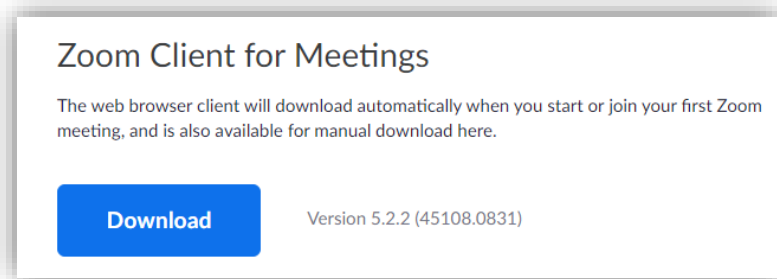 Zoom Client for Meetings
The web browser client will download automatically when you start or join your first Zoom
meeting, and is also available for manual download here.
Download
Version 5.2.2 (45108.0831)